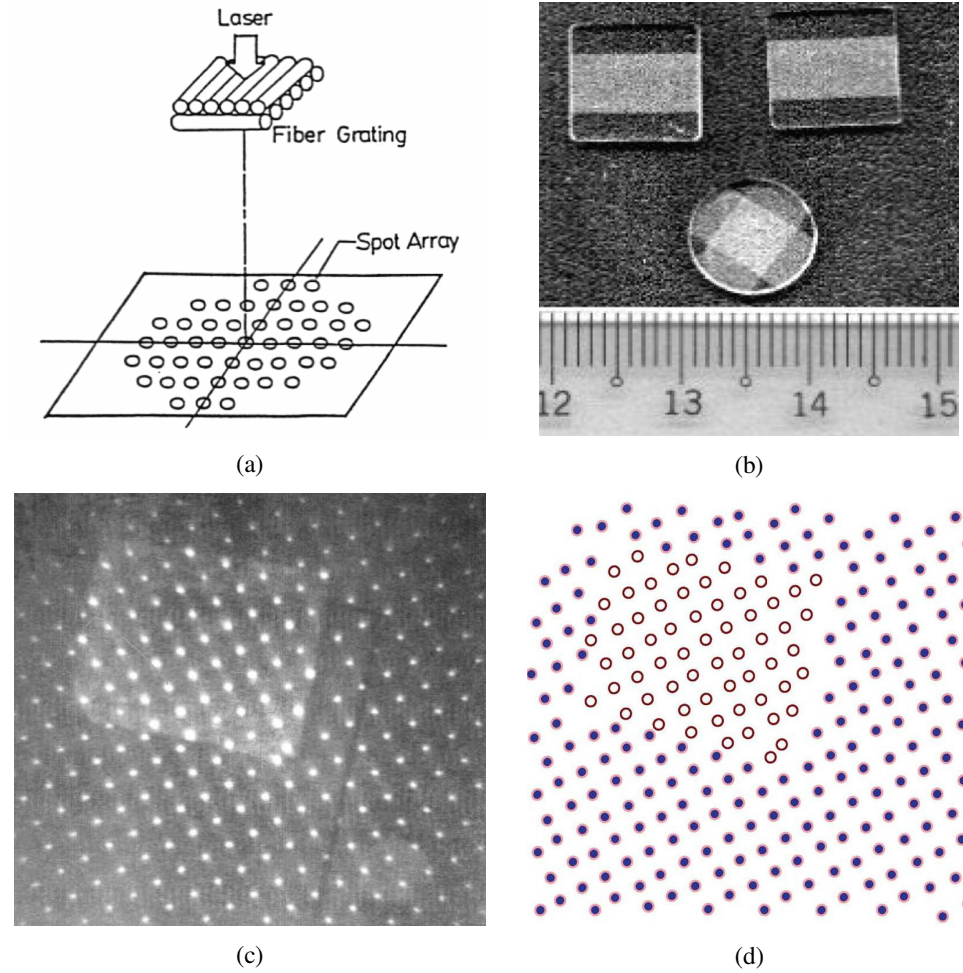 Laser
Fiber Grating
Spot Array
(a)
12 13 14 15
(b)
(c)
(d)